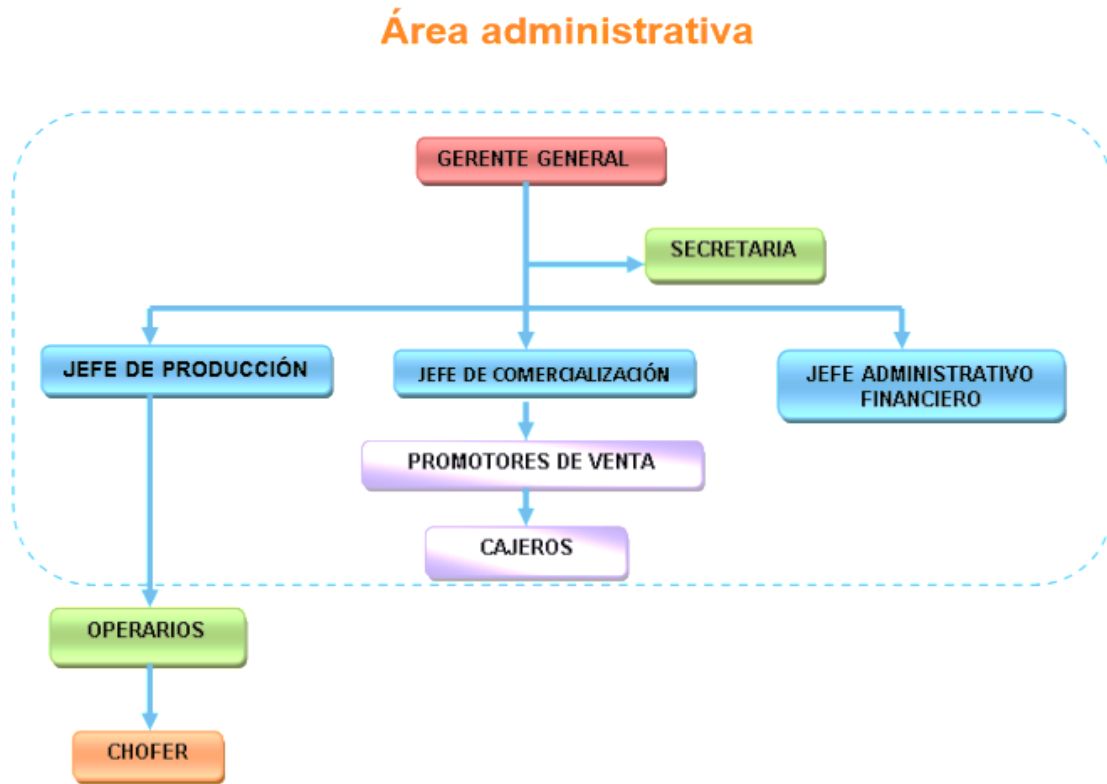 Área administrativa
GERENTE GENERAL
SECRETARIA
JEFE DE PRODUCCIÓN
JEFE DE COMERCIALIZACIÓN
JEFE ADMINISTRATIVO
FINANCIERO
PROMOTORES DE VENTA
CAJEROS
OPERARIOS
CHOFER